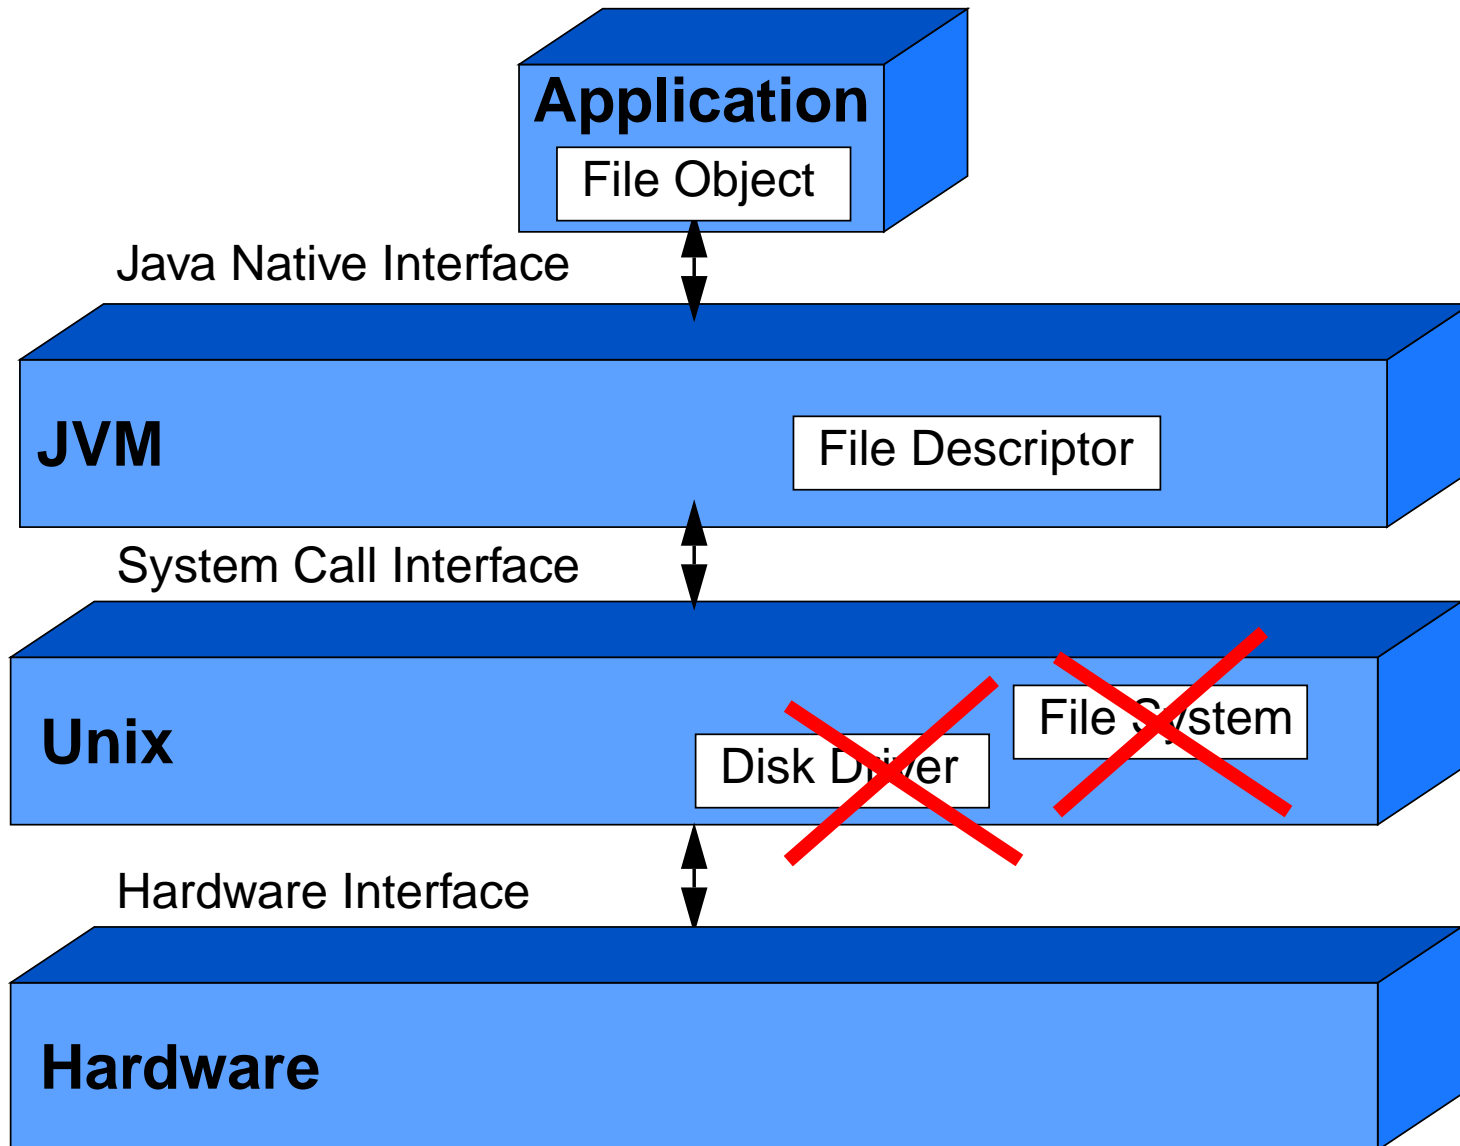 Application
File Object
Java Native Interface
JVM
File Descriptor
System Call Interface
Unix
File System
Disk Driver
Hardware Interface
Hardware